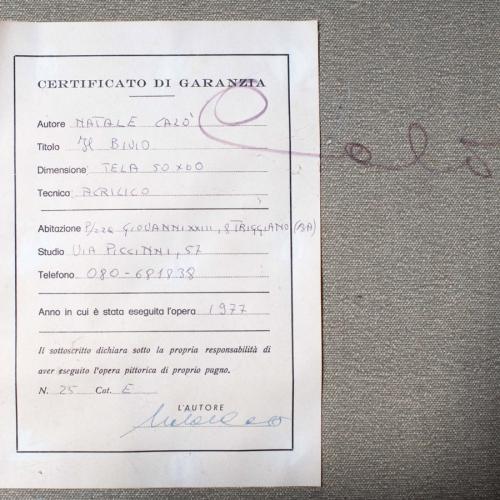 CERTIFICATO DI GARANZIA
Autore NATALE CALO'
Titolo Il BIVIO
Dimensione TELA 50x60
Tecnica ACRILICO
Abitazione P/zza GIOVANNI XXIII, 8 TRIGGIANO (BA)
Studio VIA PICCINNI, 57
Telefono 080-681838
Anno in cui è stata eseguita l'opera 1977
Il sottoscritto dichiara sotto la propria responsabilità di
aver eseguito l'opera pittorica di proprio pugno.
N. 25 Cat. E
L'AUTORE
Calò